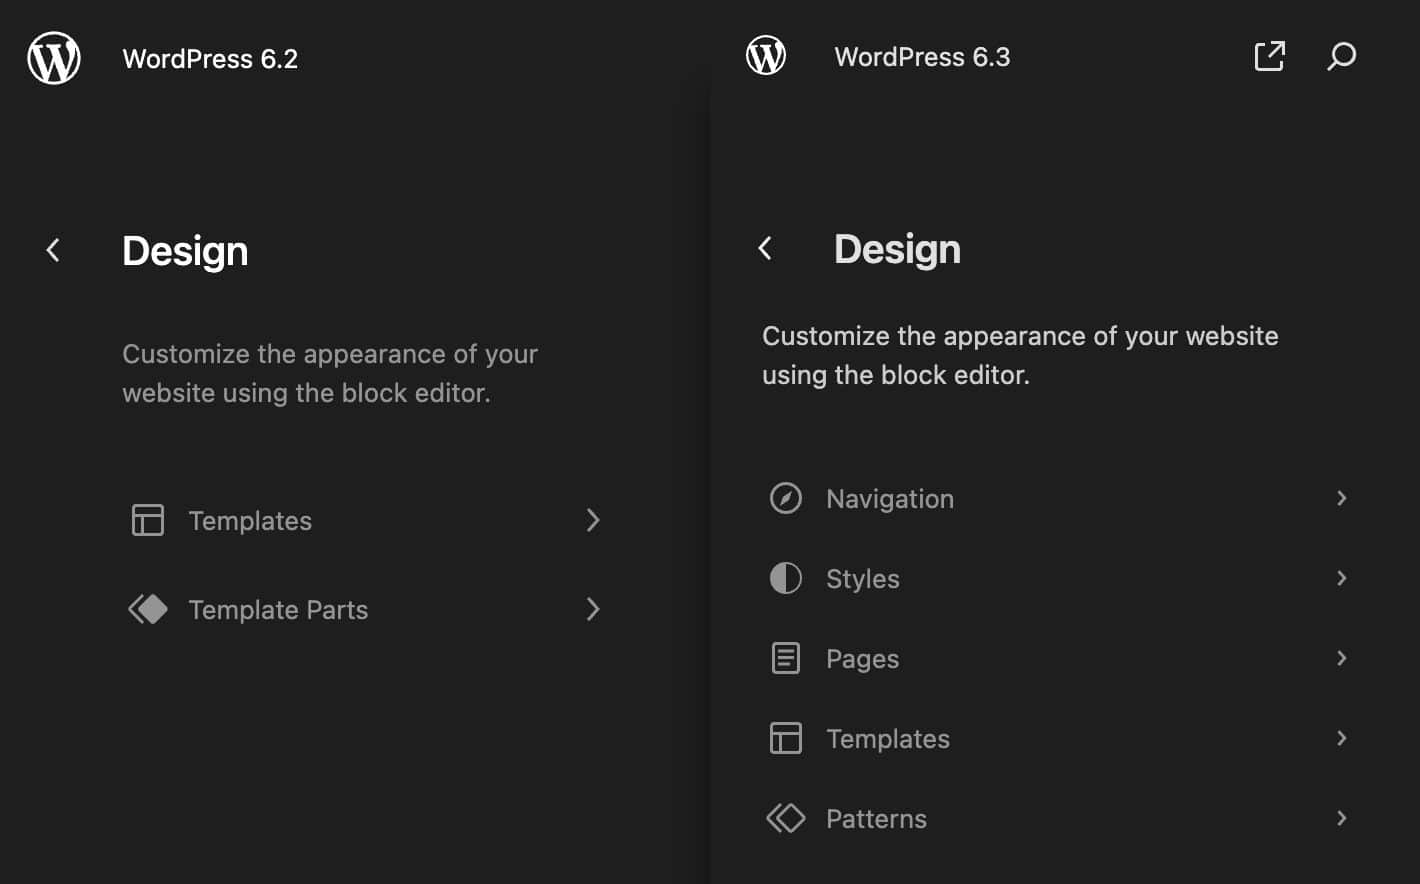 WordPress 6.2
Design
Customize the appearance of your
website using the block editor.
Templates
Template Parts
WordPress 6.3
Design
Customize the appearance of your website
using the block editor.
Navigation
Styles
Pages
Templates
Patterns